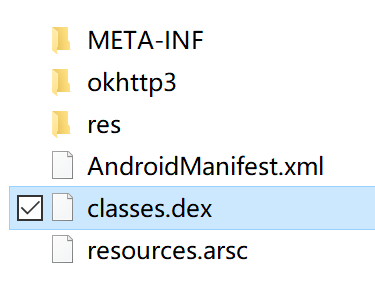 META-INF
okhttp3
res
AndroidManifest.xml
classes.dex
resources.arsc